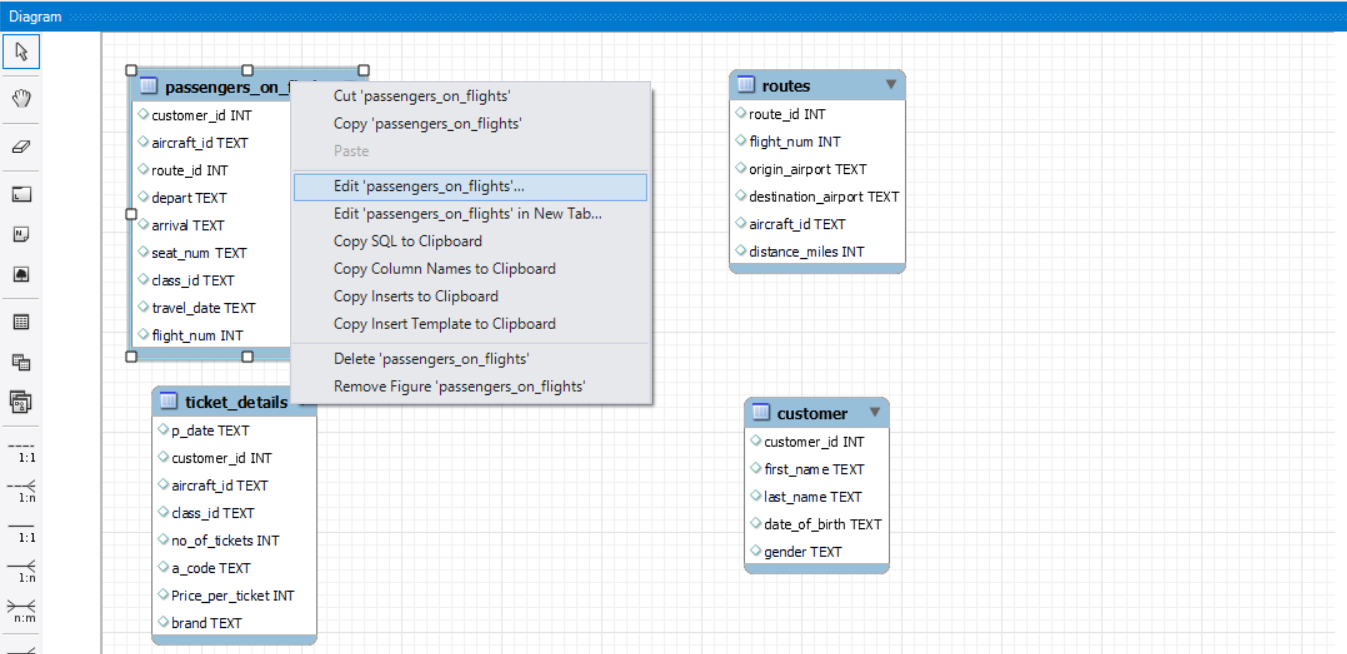 Diagram
passengers_on_
customer_id INT
aircraft_id TEXT
route_id INT
depart TEXT
arrival TEXT
seat_num TEXT
class_id TEXT
travel_date TEXT
flight_num INT
Cut 'passengers_on_flights'
Copy 'passengers_on_flights'
Paste
Edit 'passengers_on_flights'...
Edit 'passengers_on_flights' in New Tab...
Copy SQL to Clipboard
Copy Column Names to Clipboard
Copy Inserts to Clipboard
Copy Insert Template to Clipboard
Delete 'passengers_on_flights'
Remove Figure 'passengers_on_flights'
routes
route_id INT
flight_num INT
origin_airport TEXT
destination_airport TEXT
aircraft_id TEXT
distance_miles INT
ticket_details
p_date TEXT
customer_id INT
aircraft_id TEXT
class_id TEXT
no_of_tickets INT
a_code TEXT
Price_per_ticket INT
brand TEXT
customer
customer_id INT
first_name TEXT
last_name TEXT
date_of_birth TEXT
gender TEXT
1:1
1:n
1:1
1:n
n:m